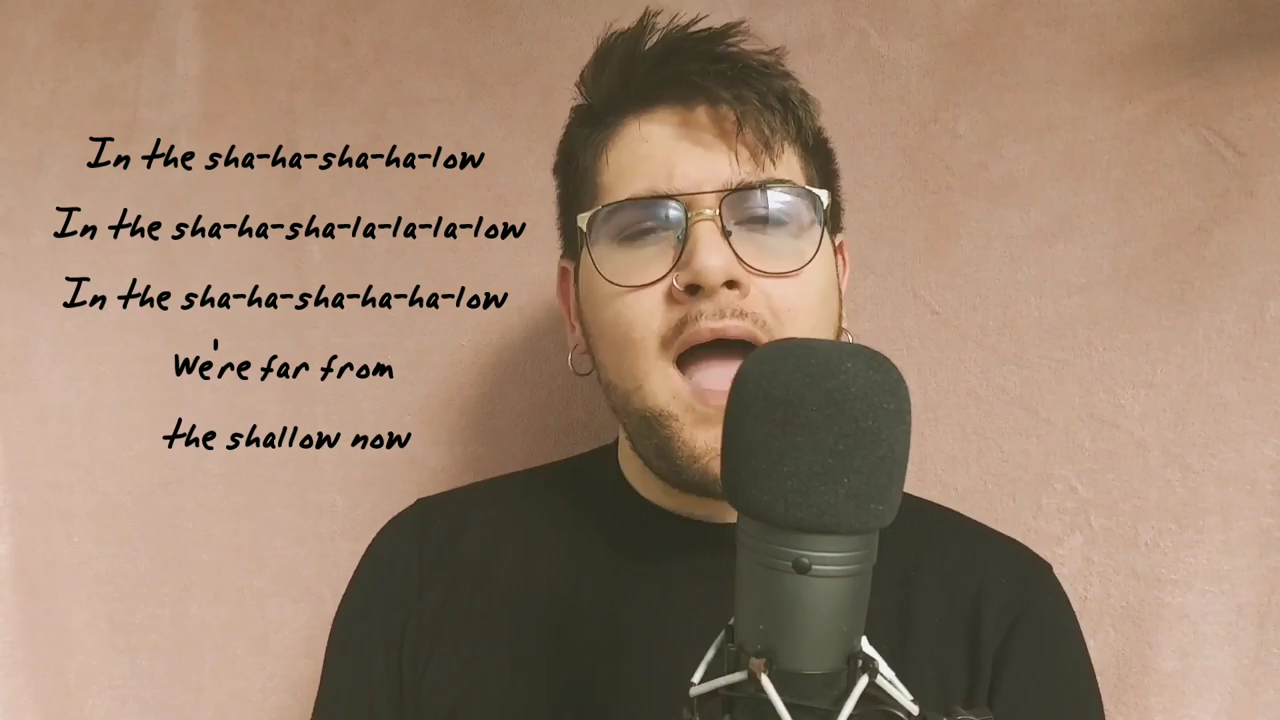 In the sha-ha-sha-ha-low
In the sha-ha-sha-la-la-la-low
In the sha-ha-sha-ha-ha-low
We're far from
the shallow now